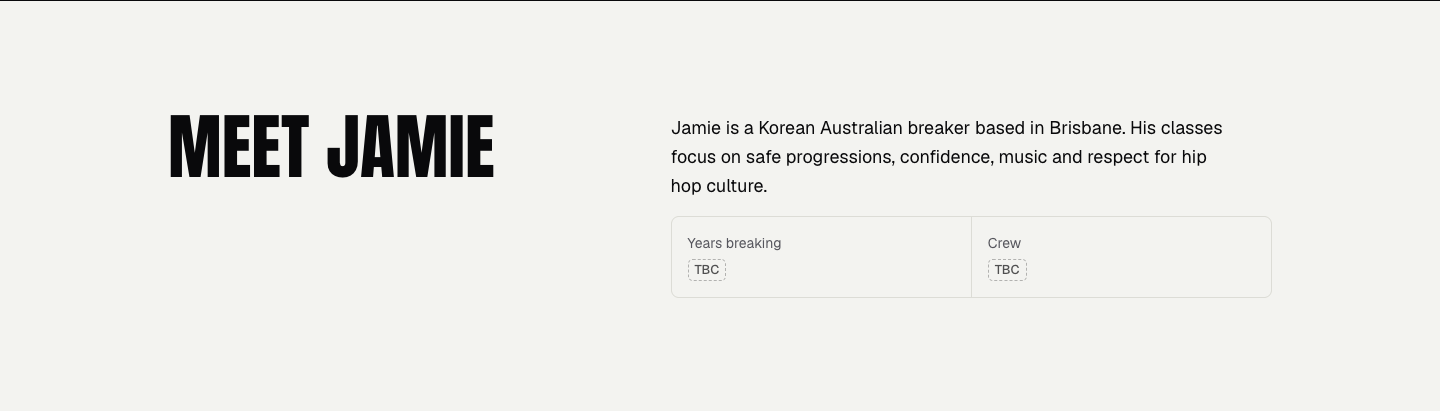 MEET JAMIE
Jamie is a Korean Australian breaker based in Brisbane. His classes
focus on safe progressions, confidence, music and respect for hip
hop culture.
Years breaking
TBC
Crew
TBC